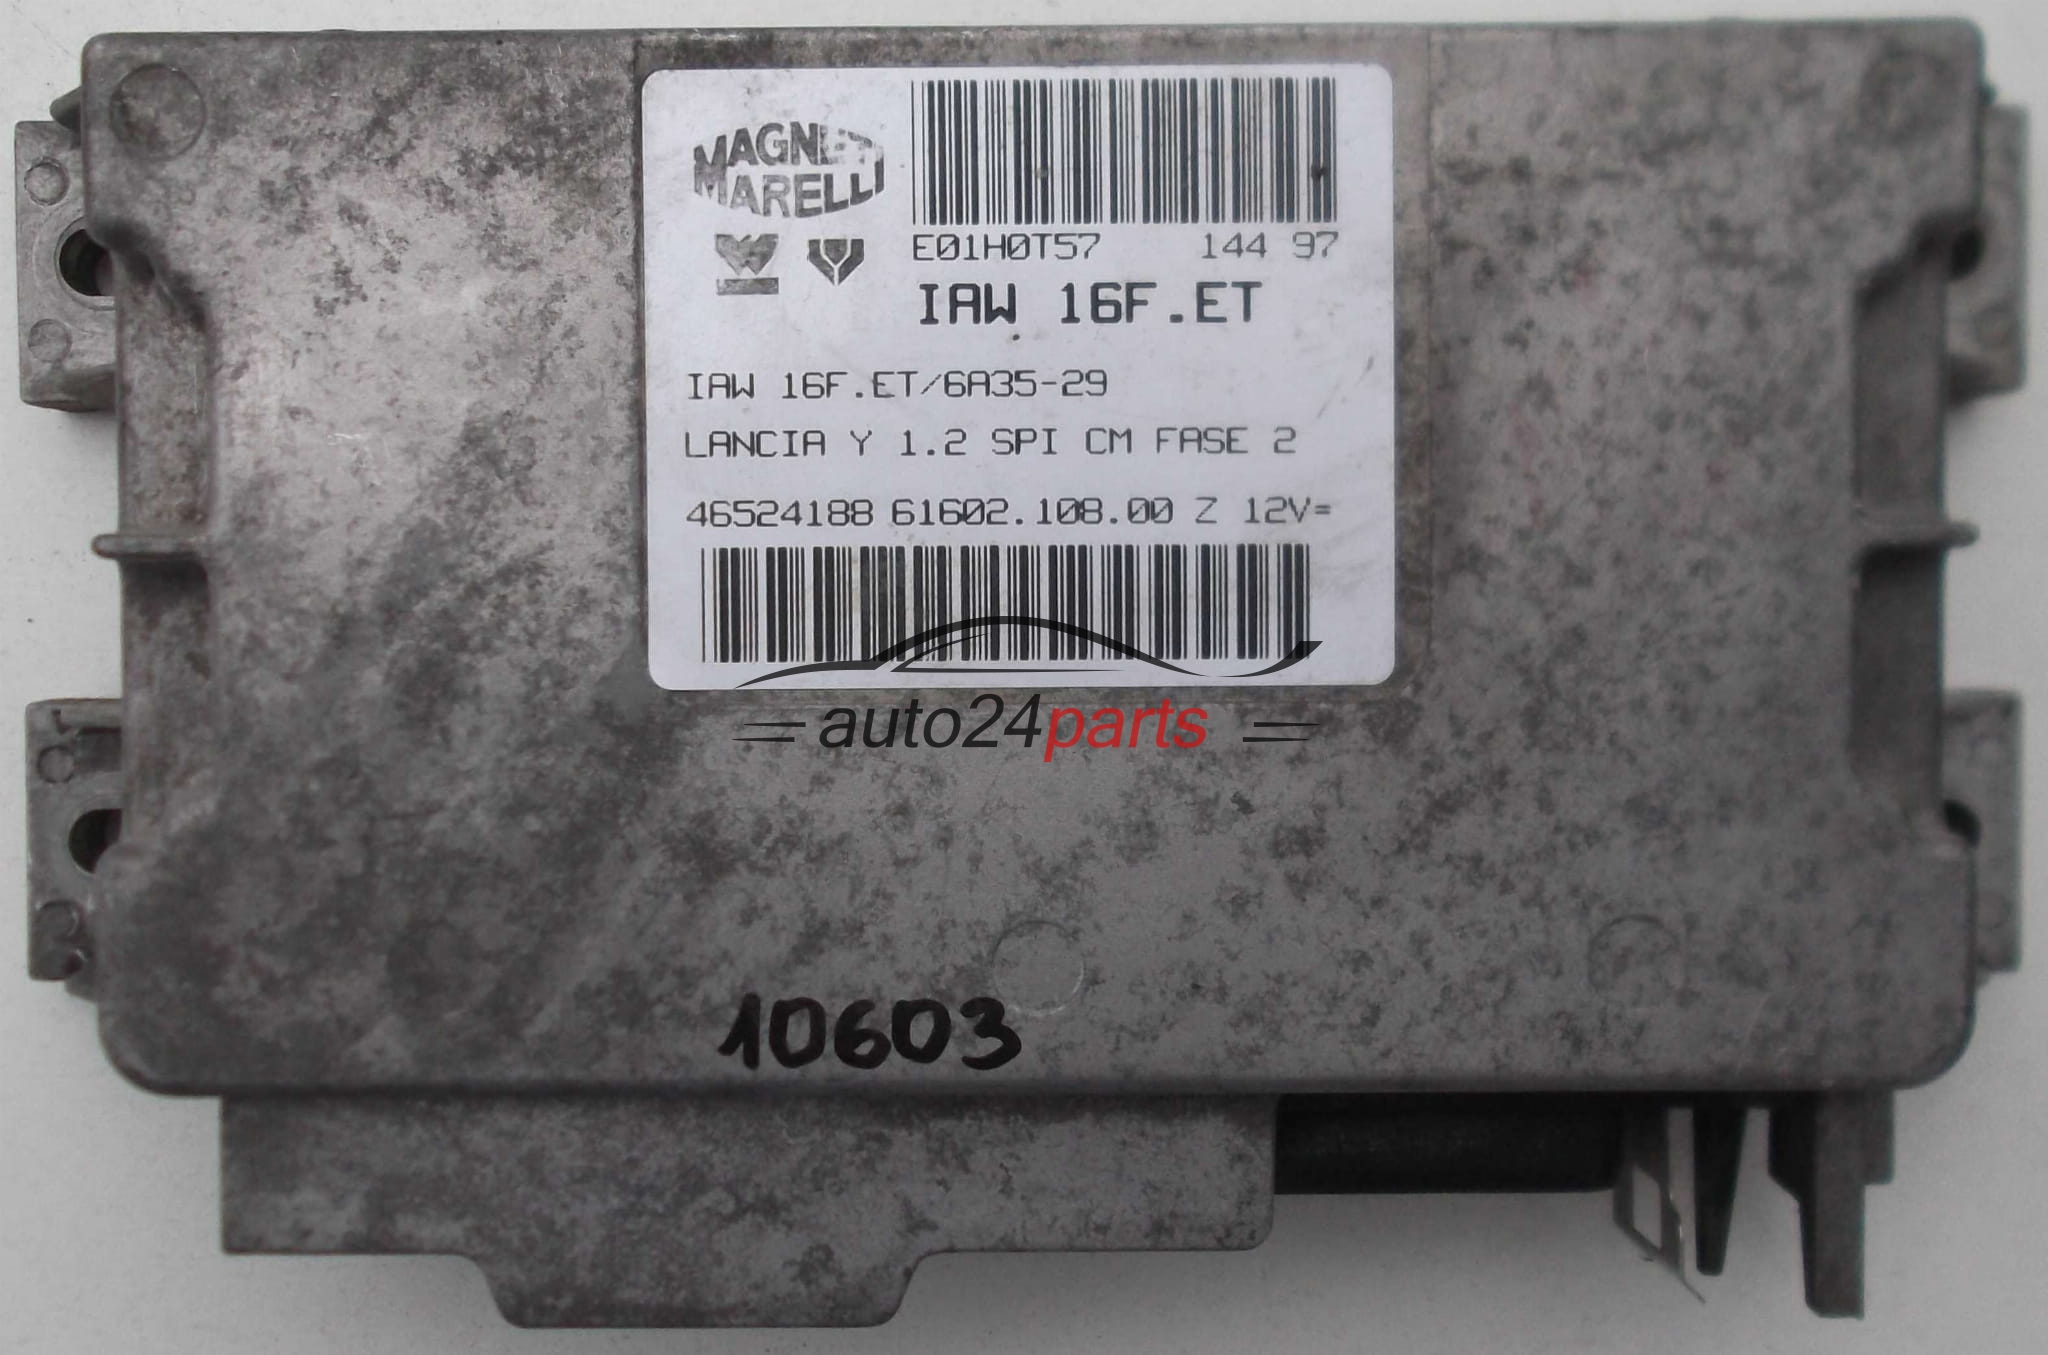 MAGNETI
MARELLI
E01H0T57 144 97
IAW 16F.ET
IAW 16F.ET/6A35-29
LANCIA Y 1.2 SPI CM FASE 2
46524188 61602.108.00 Z 12V=
auto24parts
10603